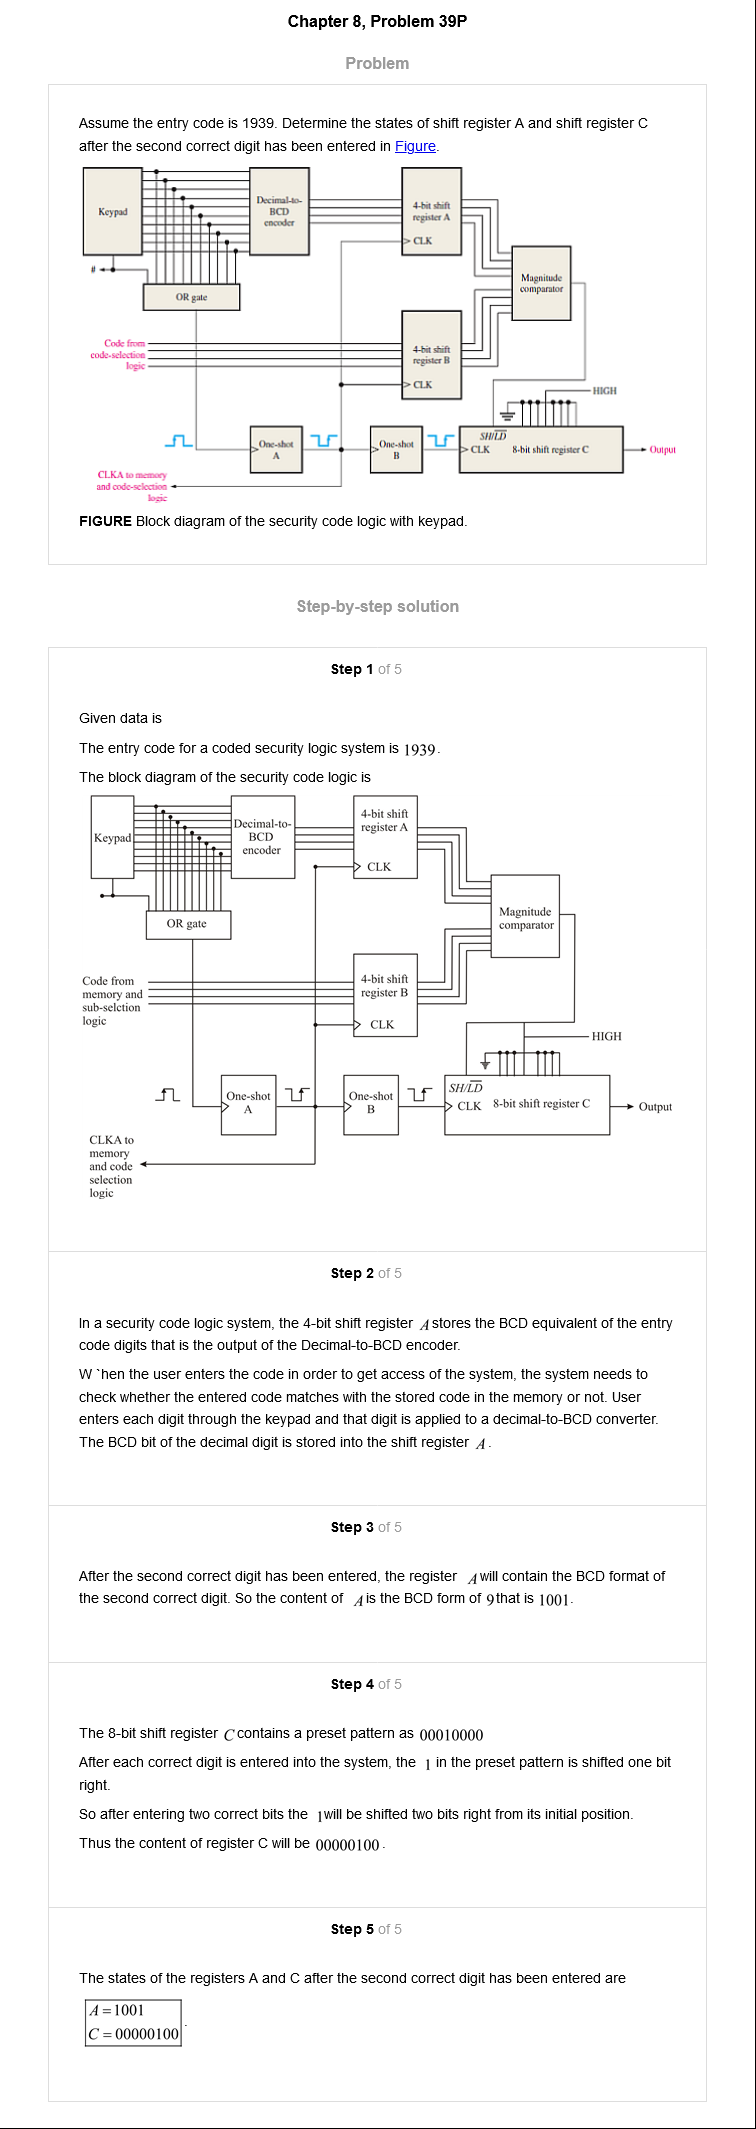 Chapter 8, Problem 39P
Problem
Assume the entry code is 1939. Determine the states of shift register A and shift register C
after the second correct digit has been entered in Figure.
Keypad
Decimal-to-
BCD
encoder
4-bit shift
register A
CLK
#
OR gate
Magnitude
comparator
Code from
code-selection
logic
4-bit shift
register B
CLK
HIGH
One-shot
A
One-shot
B
SH/LD
CLK 8-bit shift register C
Output
CLKA to memory
and code-selection
logic
FIGURE Block diagram of the security code logic with keypad.
Step-by-step solution
Step 1 of 5
Given data is
The entry code for a coded security logic system is 1939.
The block diagram of the security code logic is
Keypad
Decimal-to-
BCD
encoder
4-bit shift
register A
CLK
OR gate
Magnitude
comparator
Code from
memory and
sub-selction
logic
4-bit shift
register B
CLK
HIGH
One-shot
A
One-shot
B
SH/LD
CLK 8-bit shift register C
Output
CLKA to
memory
and code
selection
logic
Step 2 of 5
In a security code logic system, the 4-bit shift register A stores the BCD equivalent of the entry
code digits that is the output of the Decimal-to-BCD encoder.
W `hen the user enters the code in order to get access of the system, the system needs to
check whether the entered code matches with the stored code in the memory or not. User
enters each digit through the keypad and that digit is applied to a decimal-to-BCD converter.
The BCD bit of the decimal digit is stored into the shift register A.
Step 3 of 5
After the second correct digit has been entered, the register A will contain the BCD format of
the second correct digit. So the content of A is the BCD form of 9 that is 1001.
Step 4 of 5
The 8-bit shift register C contains a preset pattern as 00010000
After each correct digit is entered into the system, the 1 in the preset pattern is shifted one bit
right.
So after entering two correct bits the 1 will be shifted two bits right from its initial position.
Thus the content of register C will be 00000100.
Step 5 of 5
The states of the registers A and C after the second correct digit has been entered are
A = 1001
C = 00000100.